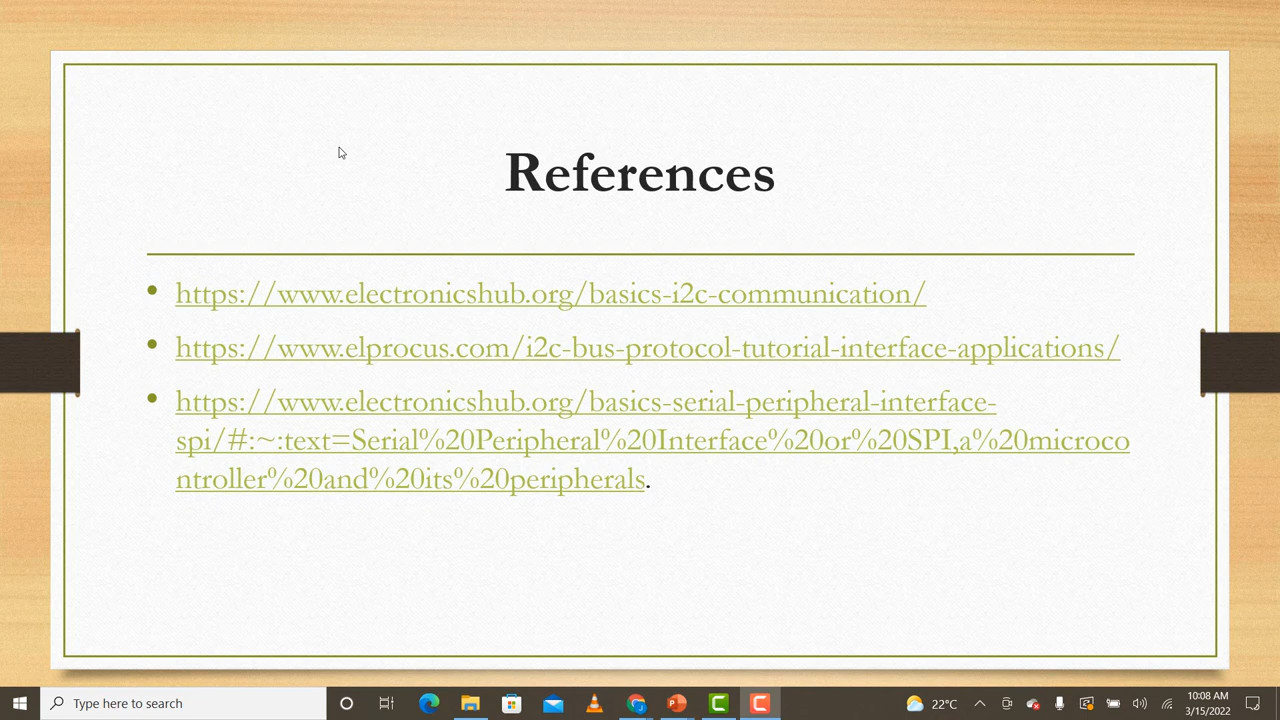 References
• https://www.electronicshub.org/basics-i2c-communication/
• https://www.elprocus.com/i2c-bus-protocol-tutorial-interface-applications/
• https://www.electronicshub.org/basics-serial-peripheral-interface-
spi/#:~:text=Serial%20Peripheral%20Interface%20or%20SPI,a%20microco
ntroller%20and%20its%20peripherals.
Type here to search
22°C
10:08 AM
3/15/2022